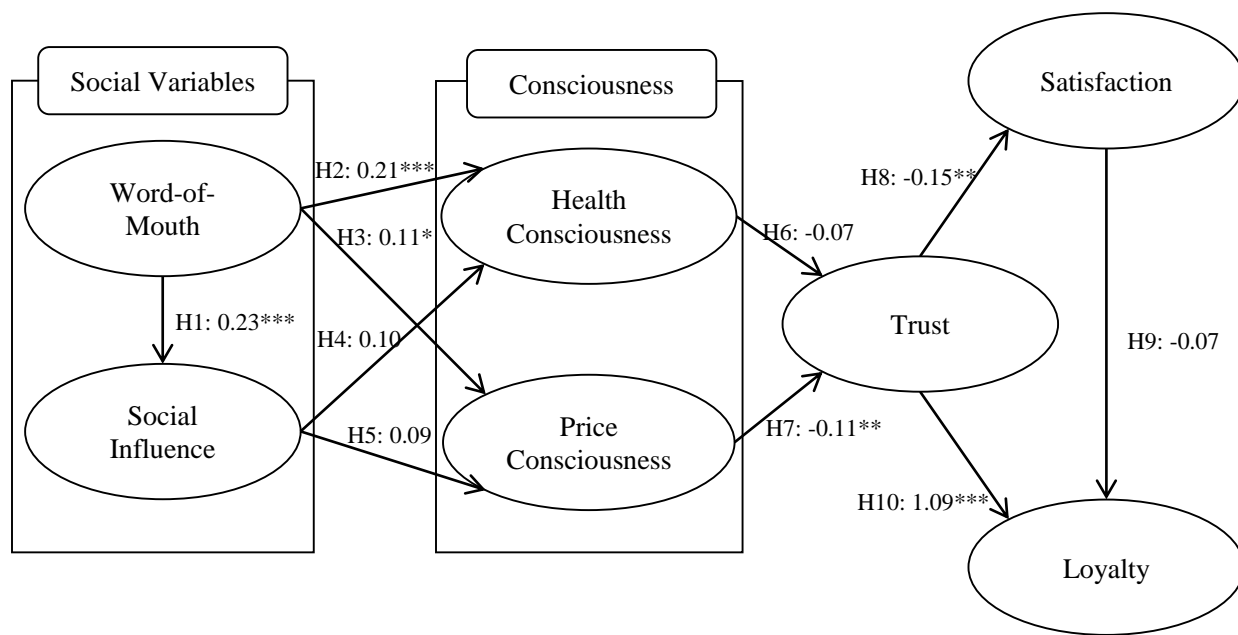 Social Variables
Consciousness
Satisfaction
Word-of-
Mouth
H2: 0.21***
Health
Consciousness
H8: -0.15**
H3: 0.11*
H6: -0.07
H1: 0.23***
H4: 0.10
Trust
H9: -0.07
Social
Influence
H5: 0.09
Price
Consciousness
H7: -0.11**
H10: 1.09***
Loyalty